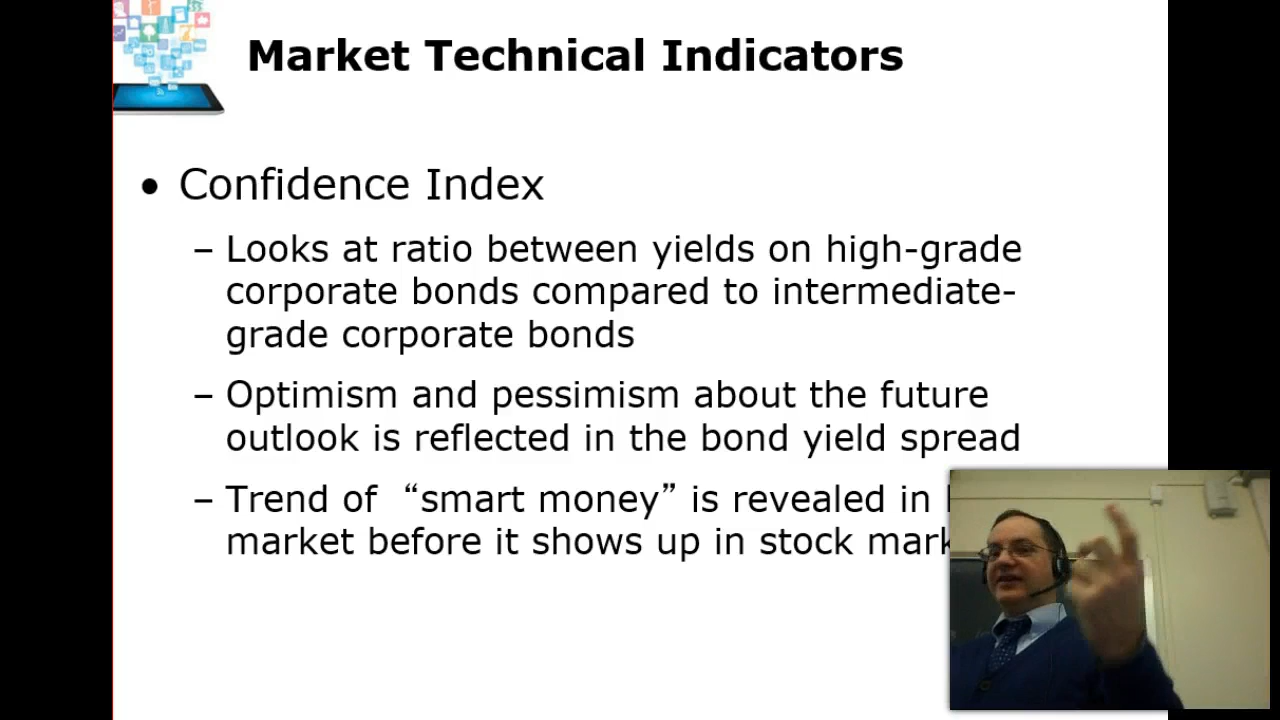 Market Technical Indicators
• Confidence Index
– Looks at ratio between yields on high-grade
corporate bonds compared to intermediate-
grade corporate bonds
– Optimism and pessimism about the future
outlook is reflected in the bond yield spread
– Trend of “smart money” is revealed in
market before it shows up in stock